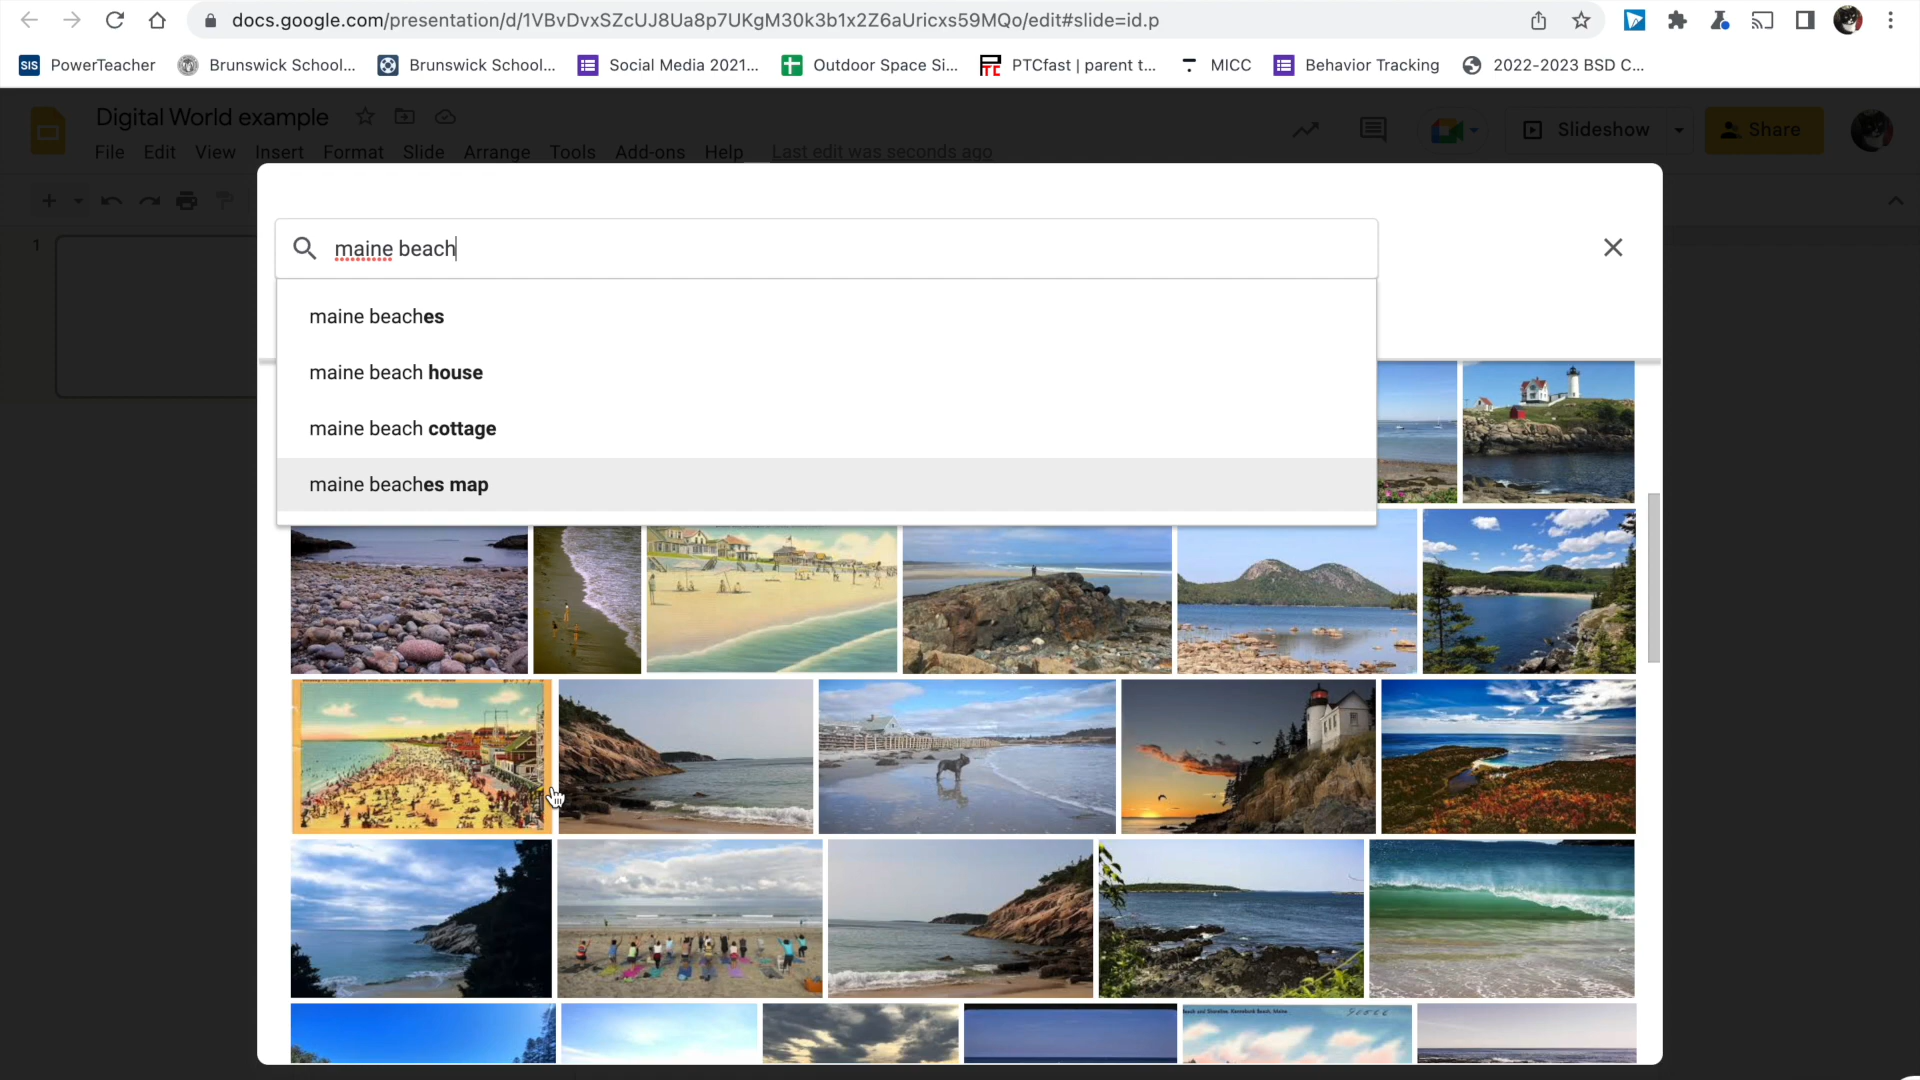 docs.google.com/presentation/d/1VBvDvxSZcUJ8Ua8p7UKgM30k3b1x2Z6aUricxs59MQo/edit#slide=id.p
SIS PowerTeacher Brunswick School... Brunswick School... Social Media 2021... Outdoor Space Si... PTC PTCfast | parent t... MICC Behavior Tracking 2022-2023 BSD C...
Digital World example
Slideshow Share
File Edit View Insert Format Slide Arrange Tools Add-ons Help Last edit was seconds ago
1
maine beach
maine beaches
maine beach house
maine beach cottage
maine beaches map